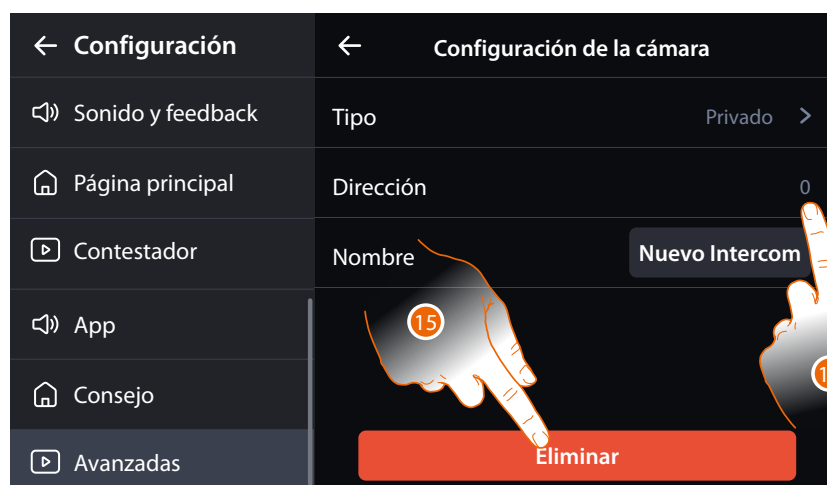 Configuración
Sonido y feedback
Página principal
Contestador
App
Consejo
Avanzadas
Configuración de la cámara
Tipo
Privado
Dirección
0
Nombre
Nuevo Intercom
15
Eliminar